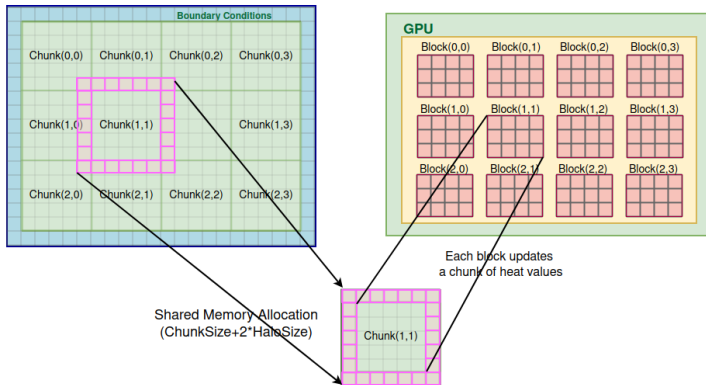 Boundary Conditions
Chunk(0,0) Chunk(0,1) Chunk(0,2) Chunk(0,3)
Chunk(1,0) Chunk(1,1) Chunk(1,3)
Chunk(2,0) Chunk(2,1) Chunk(2,2) Chunk(2,3)
GPU
Block(0,0) Block(0,1) Block(0,2) Block(0,3)
Block(1,0) Block(1,1) Block(1,2) Block(1,3)
Block(2,0) Block(2,1) Block(2,2) Block(2,3)
Each block updates
a chunk of heat values
Shared Memory Allocation
(ChunkSize+2*HaloSize)
Chunk(1,1)